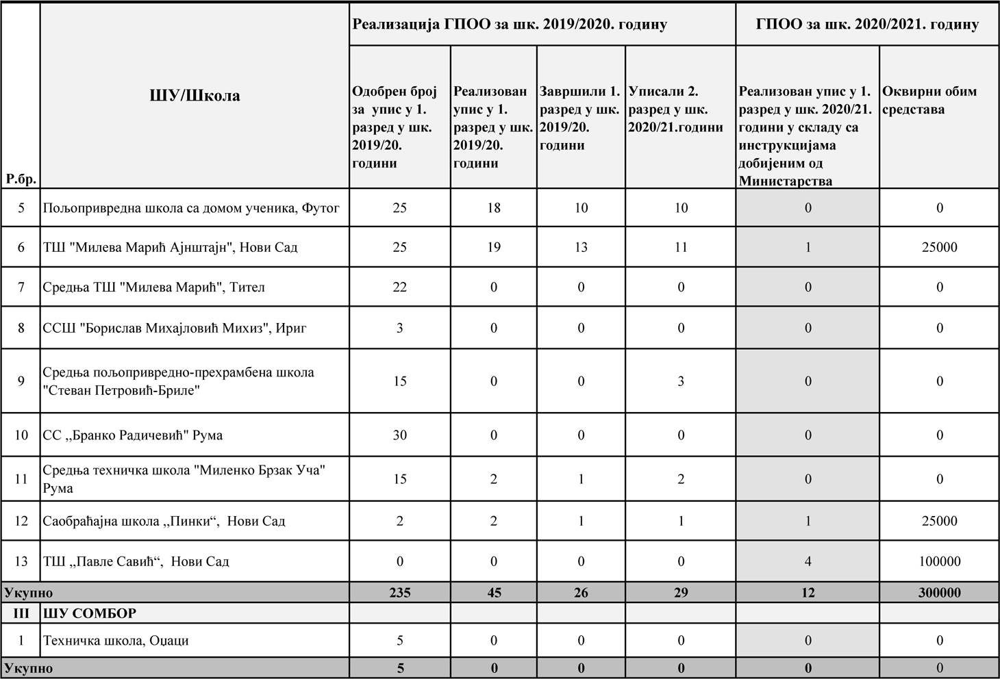 Реализација ГПОО за шк. 2019/2020. годину ГПОО за шк. 2020/2021. годину
Р.бр. ШУ/Школа
Одобрен број за упис у 1. разред у шк. 2019/20. години
Реализован упис у 1. разред у шк. 2019/20. години
Завршили 1. разред у шк. 2019/20. години
Уписали 2. разред у шк. 2020/21.години
Реализован упис у 1. разред у шк. 2020/21. години у складу са инструкцијама добијеним од Министарства
Оквирни обим средстава
5 Пољопривредна школа са домом ученика, Футог 25 18 10 10 0 0
6 ТШ "Милева Марић Ајнштајн", Нови Сад 25 19 13 11 1 25000
7 Средња ТШ "Милева Марић", Тител 22 0 0 0 0 0
8 ССШ "Борислав Михајловић Михиз", Ириг 3 0 0 0 0 0
9 Средња пољопривредно-прехрамбена школа "Стеван Петровић-Бриле" 15 0 0 3 0 0
10 СС ,,Бранко Радичевић" Рума 30 0 0 0 0 0
11 Средња техничка школа "Миленко Брзак Уча" Рума 15 2 1 2 0 0
12 Саобраћајна школа ,,Пинки“, Нови Сад 2 2 1 1 1 25000
13 ТШ ,,Павле Савић“, Нови Сад 0 0 0 0 4 100000
Укупно 235 45 26 29 12 300000
III ШУ СОМБОР
1 Техничка школа, Оџаци 5 0 0 0 0 0
Укупно 5 0 0 0 0 0